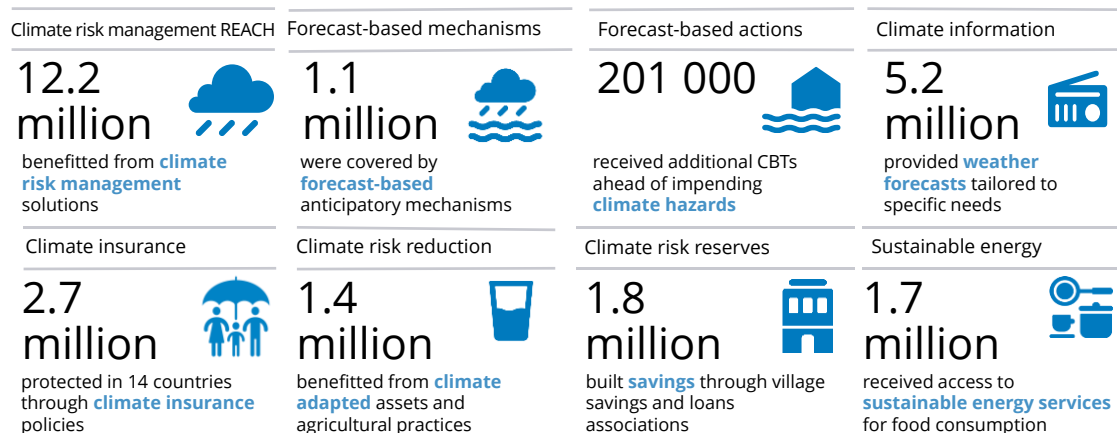 Climate risk management REACH
12.2
million
benefitted from climate
risk management
solutions
Forecast-based mechanisms
1.1
million
were covered by
forecast-based
anticipatory mechanisms
Forecast-based actions
201 000
received additional CBTs
ahead of impending
climate hazards
Climate information
5.2
million
provided weather
forecasts tailored to
specific needs
Climate insurance
2.7
million
protected in 14 countries
through climate insurance
policies
Climate risk reduction
1.4
million
benefitted from climate
adapted assets and
agricultural practices
Climate risk reserves
1.8
million
built savings through village
savings and loans
associations
Sustainable energy
1.7
million
received access to
sustainable energy services
for food consumption